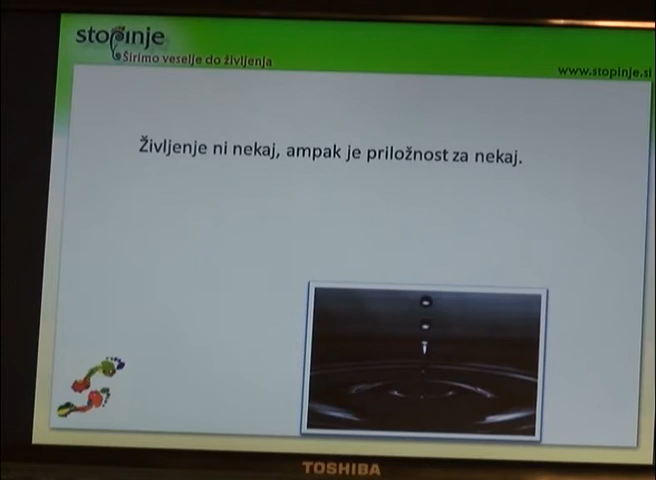 stopinje
Širimo veselje do življenja
www.stopinje.si
Življenje ni nekaj, ampak je priložnost za nekaj.
TOSHIBA